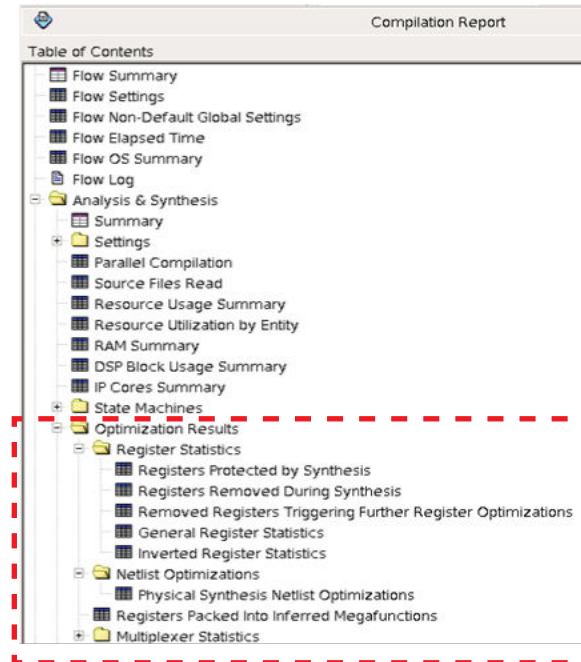 Compilation Report
Table of Contents
Flow Summary
Flow Settings
Flow Non-Default Global Settings
Flow Elapsed Time
Flow OS Summary
Flow Log
Analysis & Synthesis
Summary
Settings
Parallel Compilation
Source Files Read
Resource Usage Summary
Resource Utilization by Entity
RAM Summary
DSP Block Usage Summary
IP Cores Summary
State Machines
Optimization Results
Register Statistics
Registers Protected by Synthesis
Registers Removed During Synthesis
Removed Registers Triggering Further Register Optimizations
General Register Statistics
Inverted Register Statistics
Netlist Optimizations
Physical Synthesis Netlist Optimizations
Registers Packed Into Inferred Megafunctions
Multiplexer Statistics